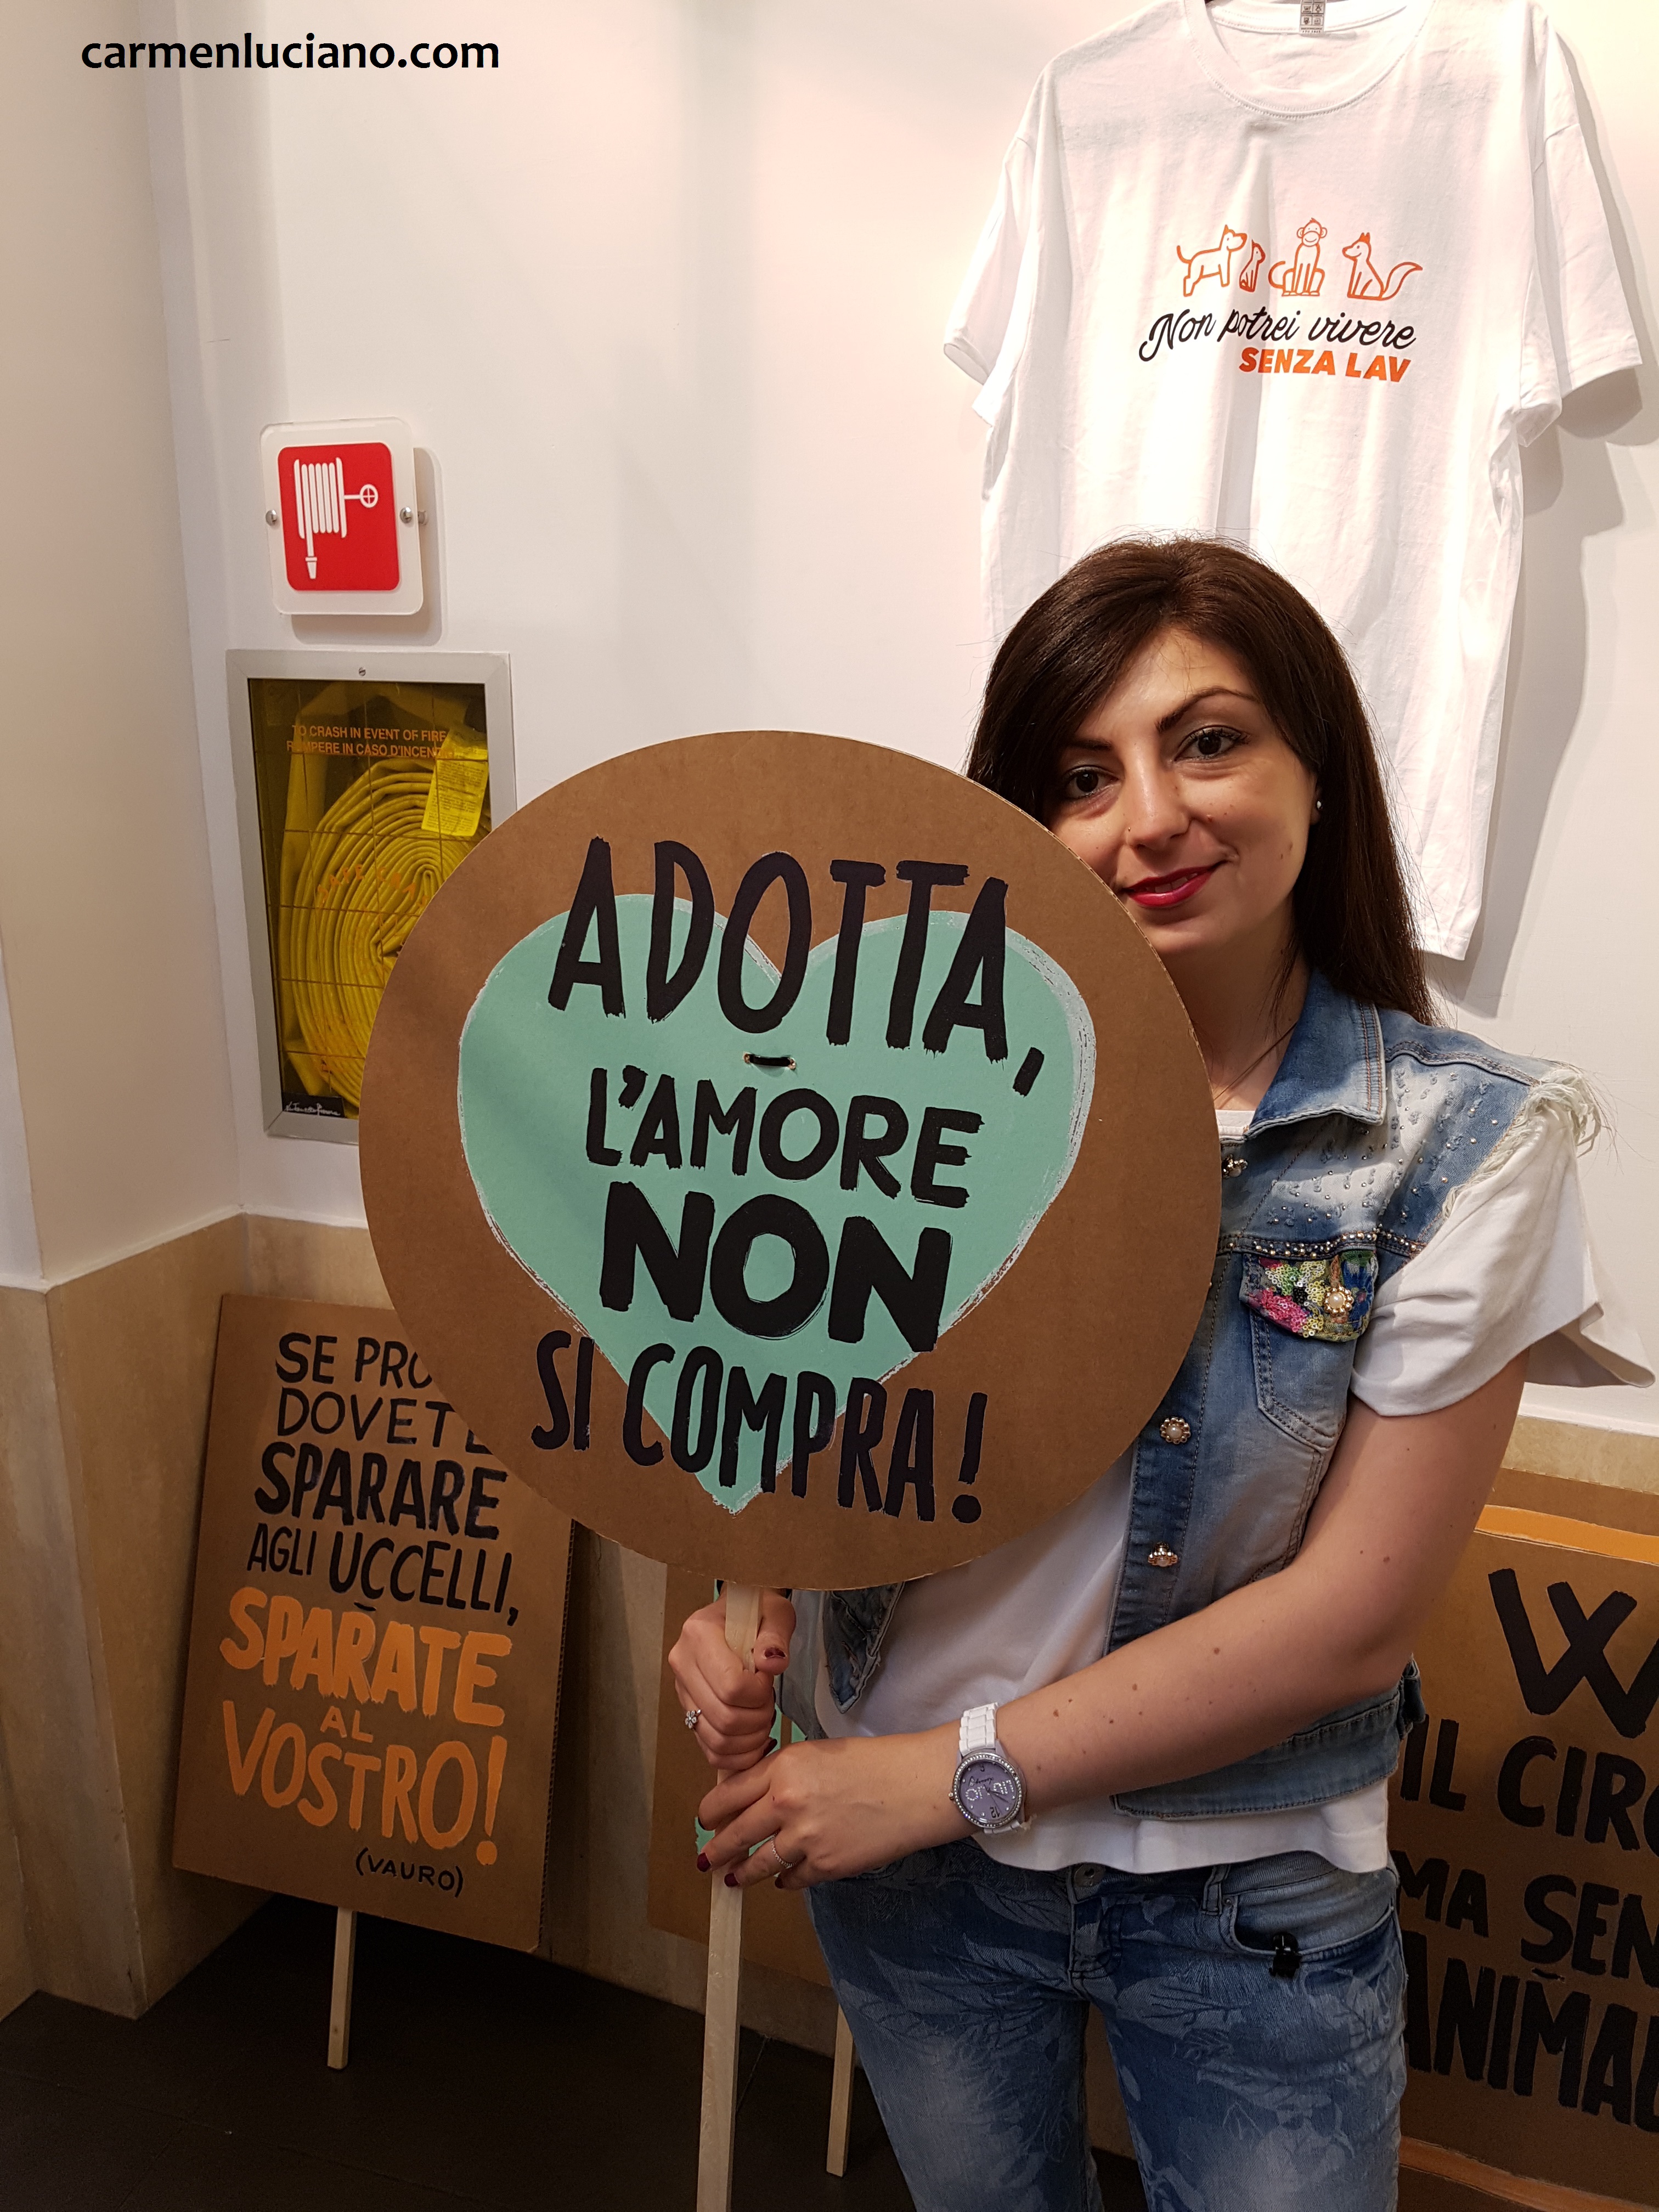 carmenluciano.com
Non potrei vivere
SENZA LAV
TO CRASH IN EVENT OF FIRE
ROMPERE IN CASO D'INCENDIO
ADOTTA,
L'AMORE
NON
SI COMPRA!
SE PRO
DOVETE
SPARARE
AGLI UCCELLI,
SPARATE
AL
VOSTRO!
(VAURO)
W
IL CIRC
MA SEN
ANIMAL